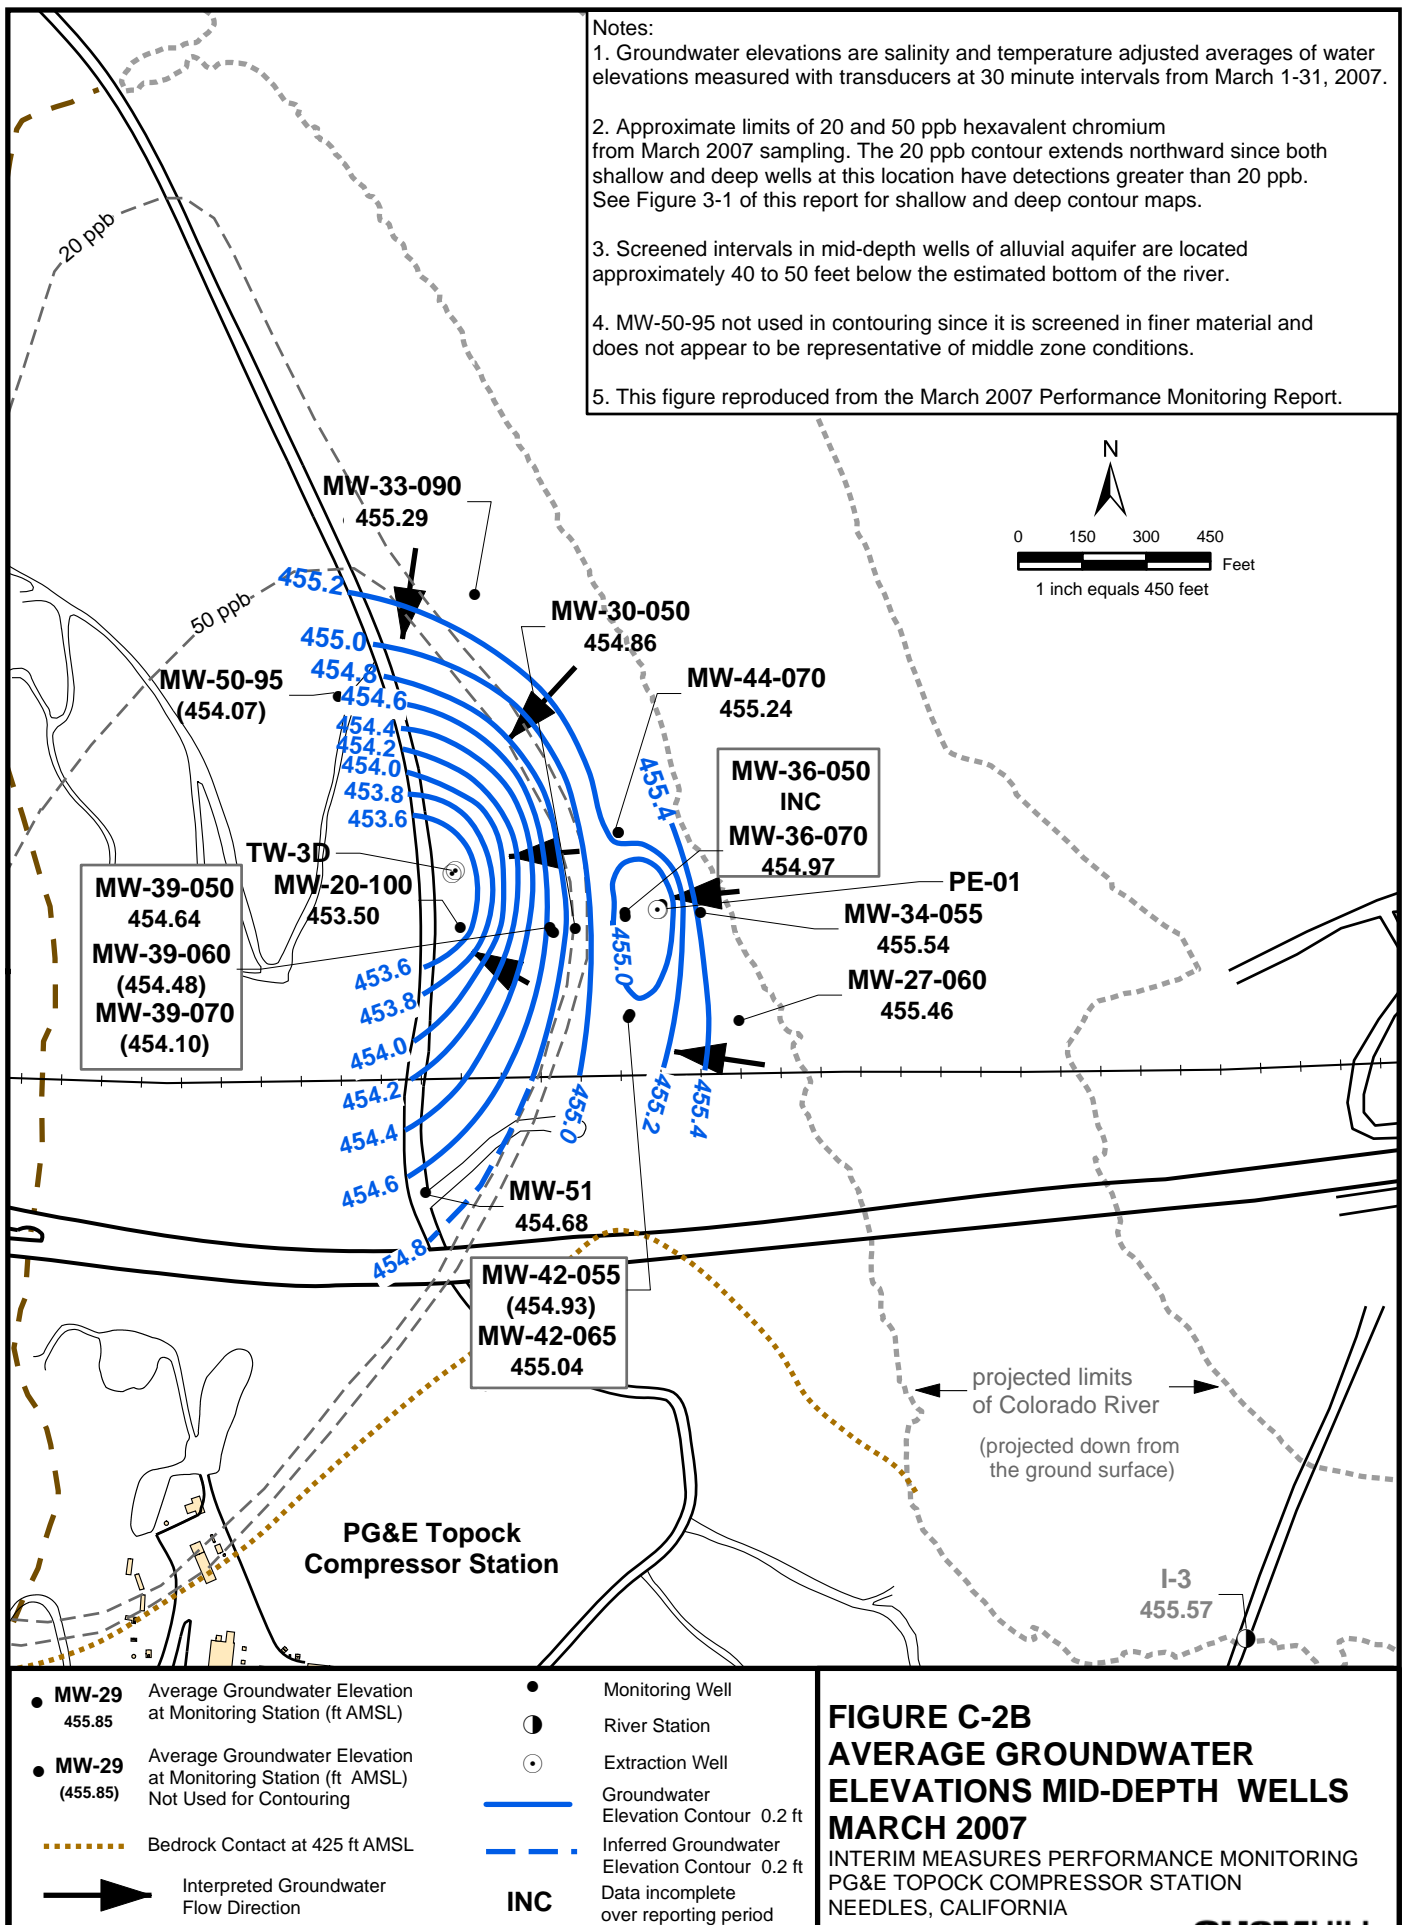 Notes:
1. Groundwater elevations are salinity and temperature adjusted averages of water
elevations measured with transducers at 30 minute intervals from March 1-31, 2007.
2. Approximate limits of 20 and 50 ppb hexavalent chromium
from March 2007 sampling. The 20 ppb contour extends northward since both
shallow and deep wells at this location have detections greater than 20 ppb.
See Figure 3-1 of this report for shallow and deep contour maps.
3. Screened intervals in mid-depth wells of alluvial aquifer are located
approximately 40 to 50 feet below the estimated bottom of the river.
4. MW-50-95 not used in contouring since it is screened in finer material and
does not appear to be representative of middle zone conditions.
5. This figure reproduced from the March 2007 Performance Monitoring Report.
20 ppb
N
0 150 300 450
Feet
1 inch equals 450 feet
MW-33-090
455.29
455.2
50 ppb
MW-30-050
454.86
455.0
454.8
MW-50-95
(454.07)
454.6
MW-44-070
455.24
454.4
454.2
454.0
453.8
453.6
455.4
MW-36-050
INC
MW-36-070
454.97
TW-3D
MW-20-100
453.50
PE-01
MW-34-055
455.54
MW-39-050
454.64
MW-39-060
(454.48)
MW-39-070
(454.10)
455.0
MW-27-060
455.46
453.6
453.8
454.0
454.2
454.4
454.6
454.8
455.0
455.2
455.4
MW-51
454.68
MW-42-055
(454.93)
MW-42-065
455.04
projected limits
of Colorado River
(projected down from
the ground surface)
PG&E Topock
Compressor Station
I-3
455.57
MW-29
455.85
Average Groundwater Elevation
at Monitoring Station (ft AMSL)
MW-29
(455.85)
Average Groundwater Elevation
at Monitoring Station (ft AMSL)
Not Used for Contouring
Bedrock Contact at 425 ft AMSL
Interpreted Groundwater
Flow Direction
Monitoring Well
River Station
Extraction Well
Groundwater
Elevation Contour 0.2 ft
Inferred Groundwater
Elevation Contour 0.2 ft
INC
Data incomplete
over reporting period
FIGURE C-2B
AVERAGE GROUNDWATER
ELEVATIONS MID-DEPTH WELLS
MARCH 2007
INTERIM MEASURES PERFORMANCE MONITORING
PG&E TOPOCK COMPRESSOR STATION
NEEDLES, CALIFORNIA